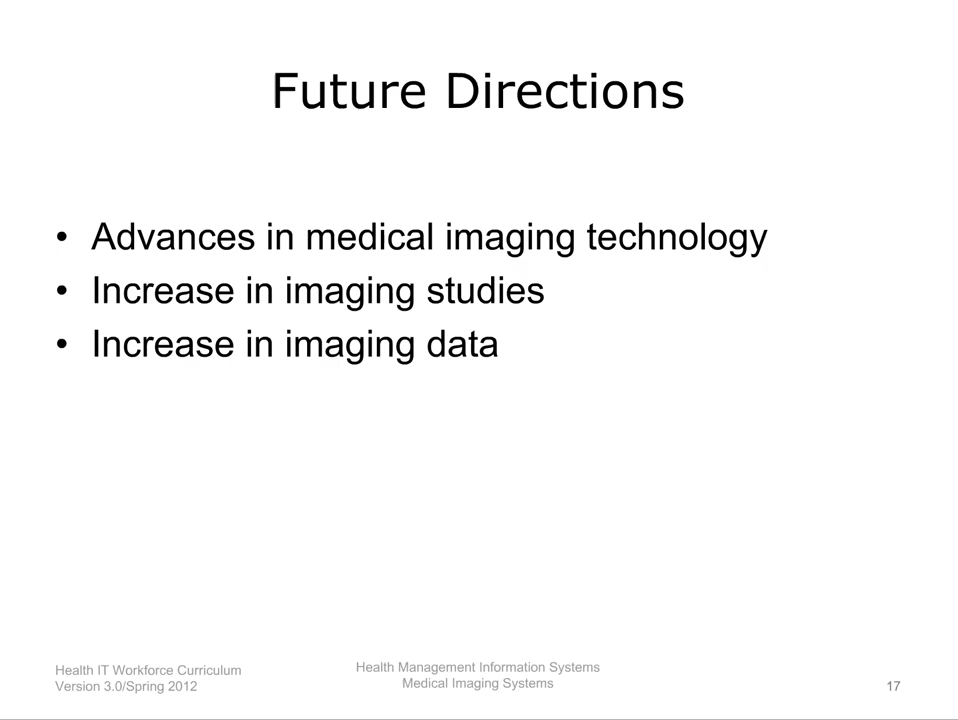 Future Directions
• Advances in medical imaging technology
• Increase in imaging studies
• Increase in imaging data
Health IT Workforce Curriculum
Version 3.0/Spring 2012
Health Management Information Systems
Medical Imaging Systems
17